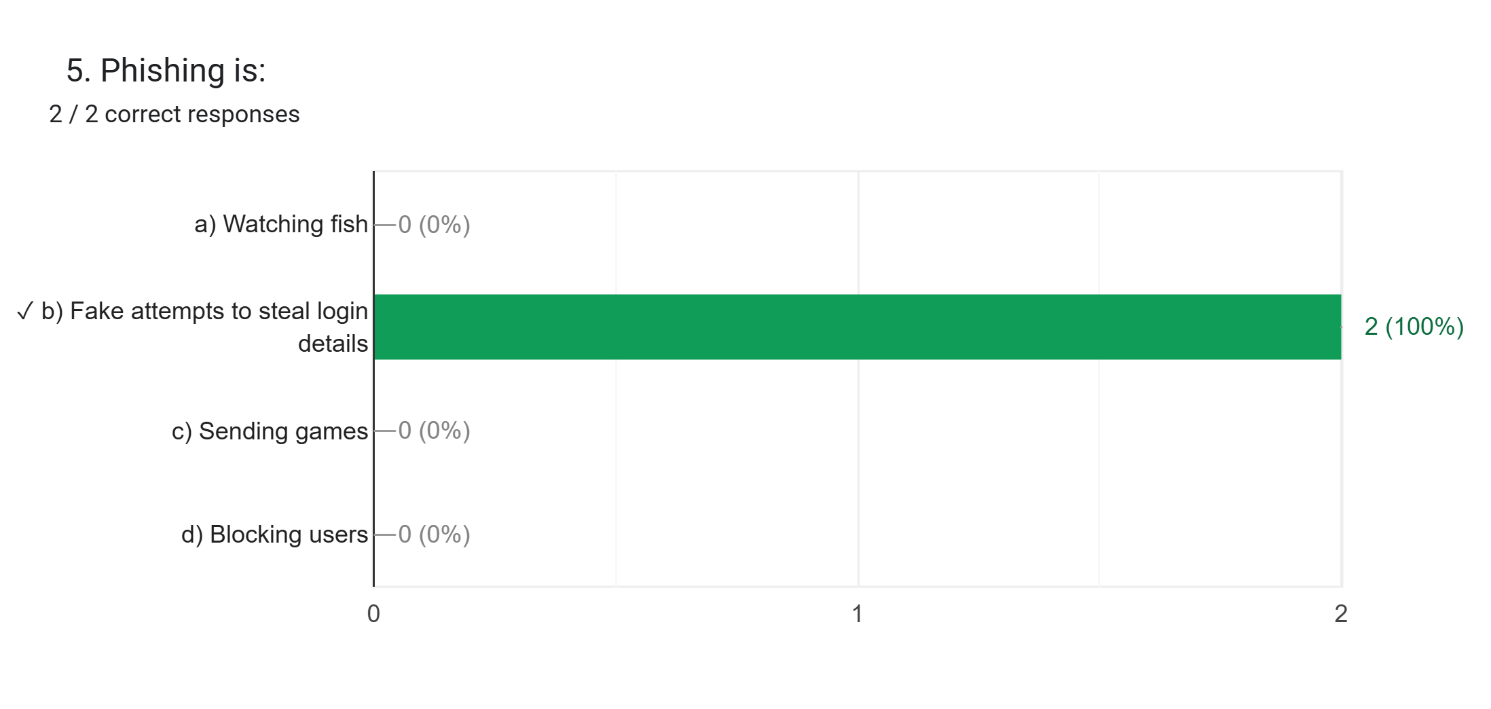 5. Phishing is:
2 / 2 correct responses
a) Watching fish
0 (0%)
✓ b) Fake attempts to steal login
details
2 (100%)
c) Sending games
0 (0%)
d) Blocking users
0 (0%)
0
1
2